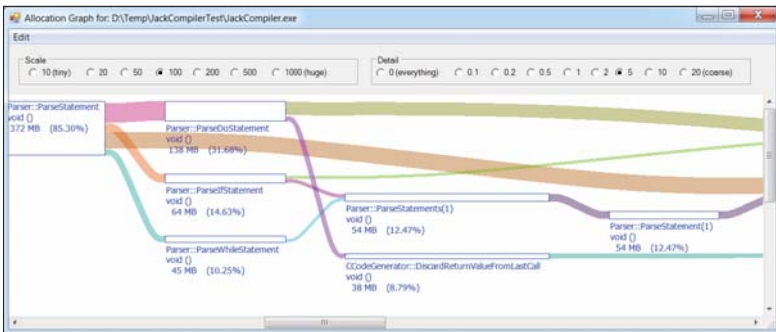 Allocation Graph for: D:\Temp\JackCompilerTest\JackCompiler.exe
Edit
Scale
10 (tiny) 20 50 100 200 500 1000 (huge)
Detail
0 (everything) 0.1 0.2 0.5 1 2 5 10 20 (coarse)
Parser::ParseStatement
void ()
372 MB (85.30%)
Parser::ParseDoStatement
void ()
138 MB (31.68%)
Parser::ParseIfStatement
void ()
64 MB (14.63%)
Parser::ParseWhileStatement
void ()
45 MB (10.25%)
Parser::ParseStatements(1)
void ()
54 MB (12.47%)
CCodeGenerator::DiscardReturnValueFromLastCall
void ()
38 MB (8.79%)
Parser::ParseStatement(1)
void ()
54 MB (12.47%)